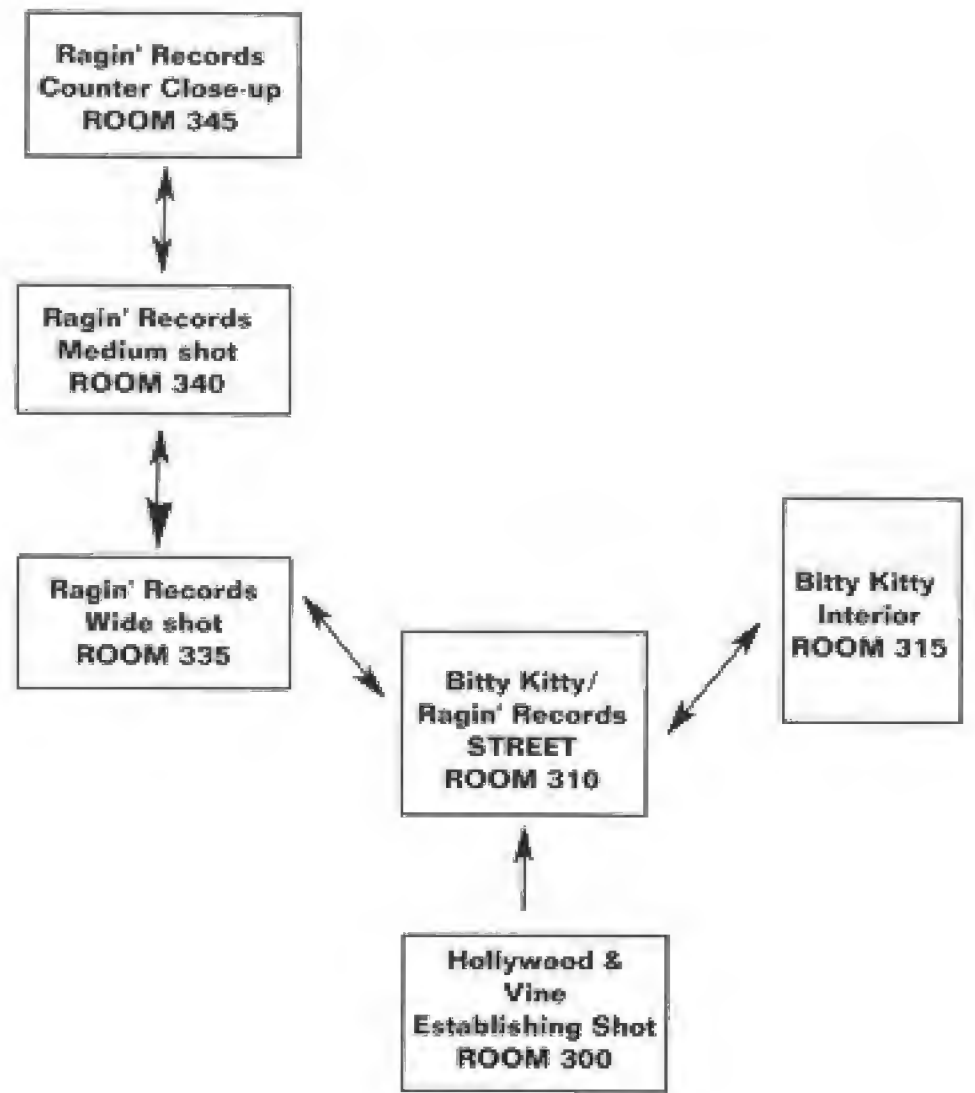 Ragin' Records
Counter Close-up
ROOM 345
Ragin' Records
Medium shot
ROOM 340
Ragin' Records
Wide shot
ROOM 335
Bitty Kitty
Interior
ROOM 315
Bitty Kitty/
Ragin' Records
STREET
ROOM 310
Hollywood &
Vine
Establishing Shot
ROOM 300